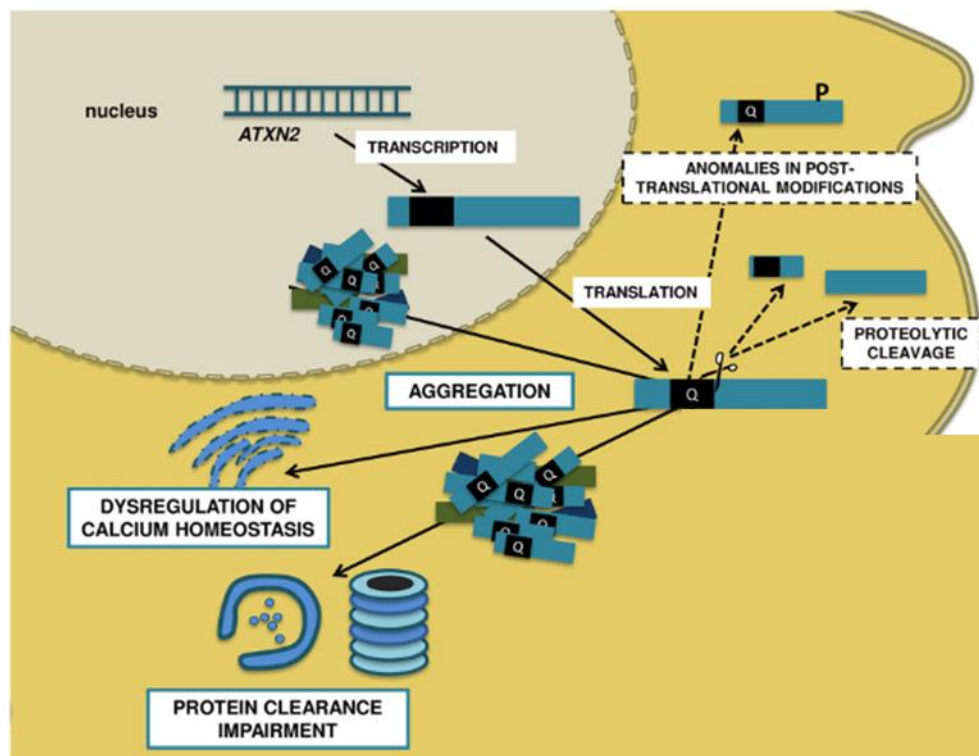 nucleus
ATXN2
TRANSCRIPTION
P
Q
ANOMALIES IN POST-
TRANSLATIONAL MODIFICATIONS
Q
Q
Q
Q
Q
Q
TRANSLATION
PROTEOLYTIC
CLEAVAGE
AGGREGATION
Q
DYSREGULATION OF
CALCIUM HOMEOSTASIS
Q
Q
Q
Q
Q
Q
Q
PROTEIN CLEARANCE
IMPAIRMENT